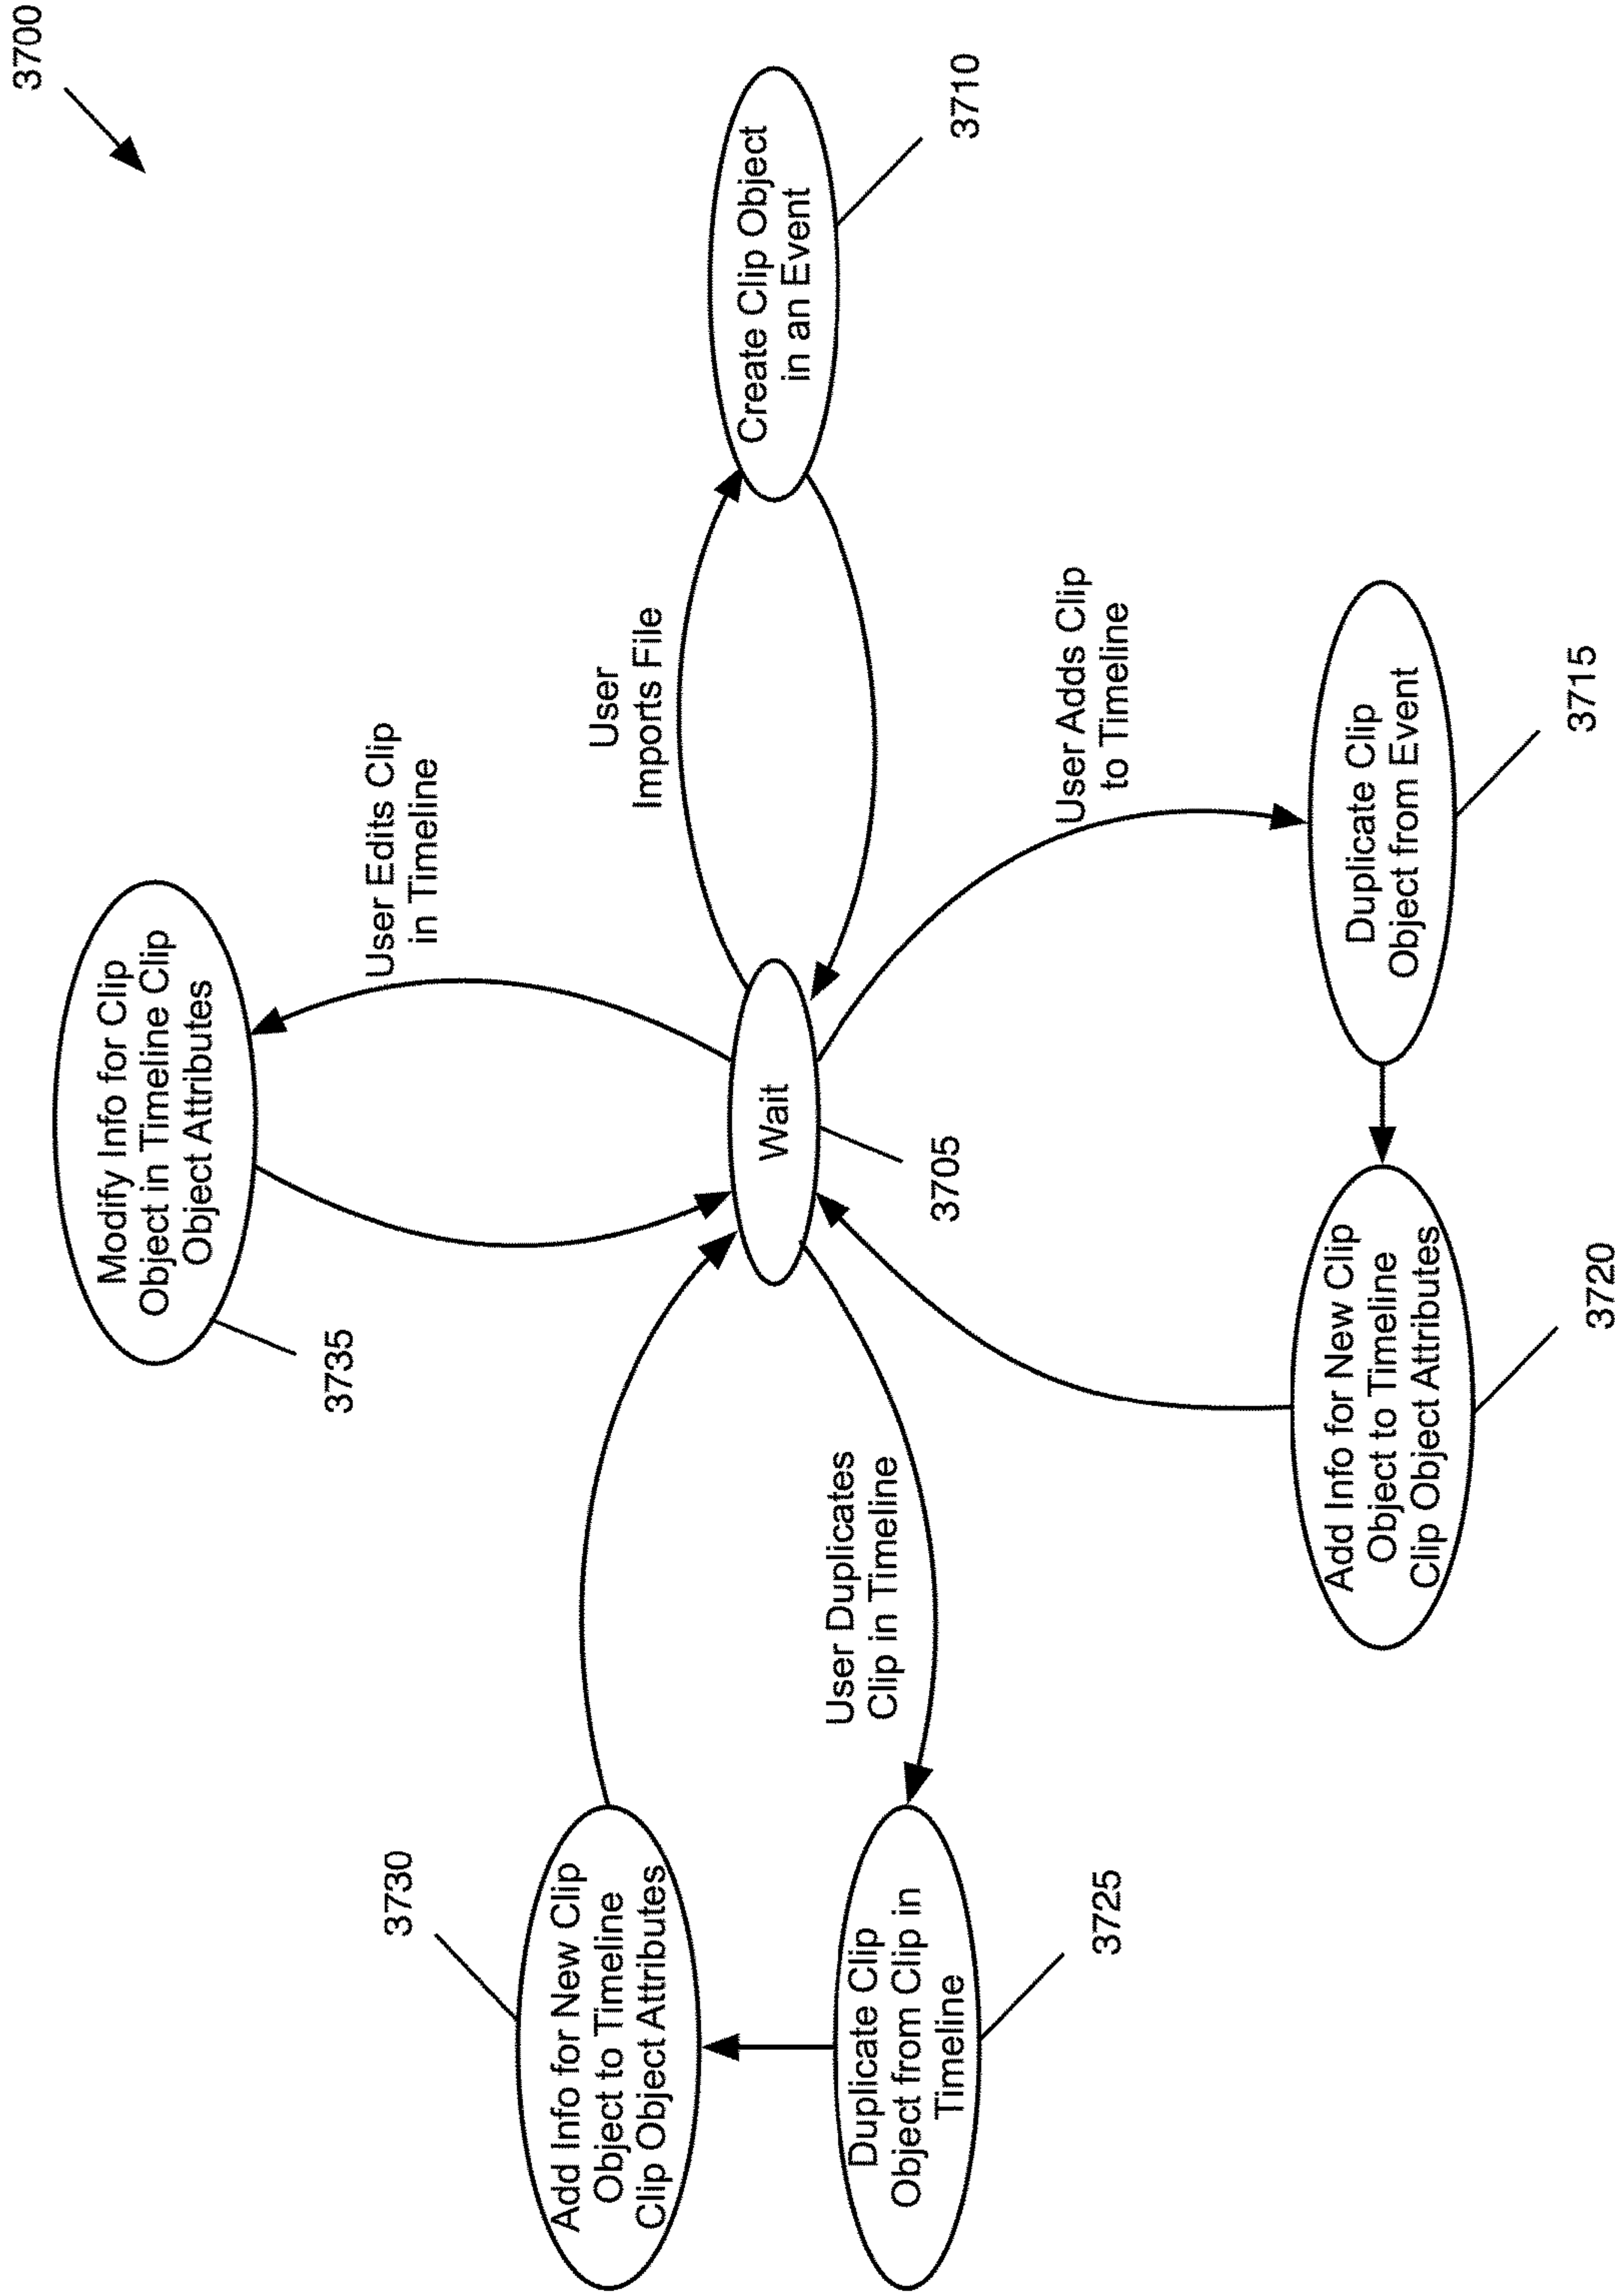 3700
Modify Info for Clip
Object in Timeline Clip
Object Attributes
3735
User Edits Clip
in Timeline
3730
Add Info for New Clip
Object to Timeline
Clip Object Attributes
User
Imports File
Wait
3705
Create Clip Object
in an Event
3710
Duplicate Clip
Object from Clip in
Timeline
3725
User Duplicates
Clip in Timeline
User Adds Clip
to Timeline
Add Info for New Clip
Object to Timeline
Clip Object Attributes
3720
Duplicate Clip
Object from Event
3715